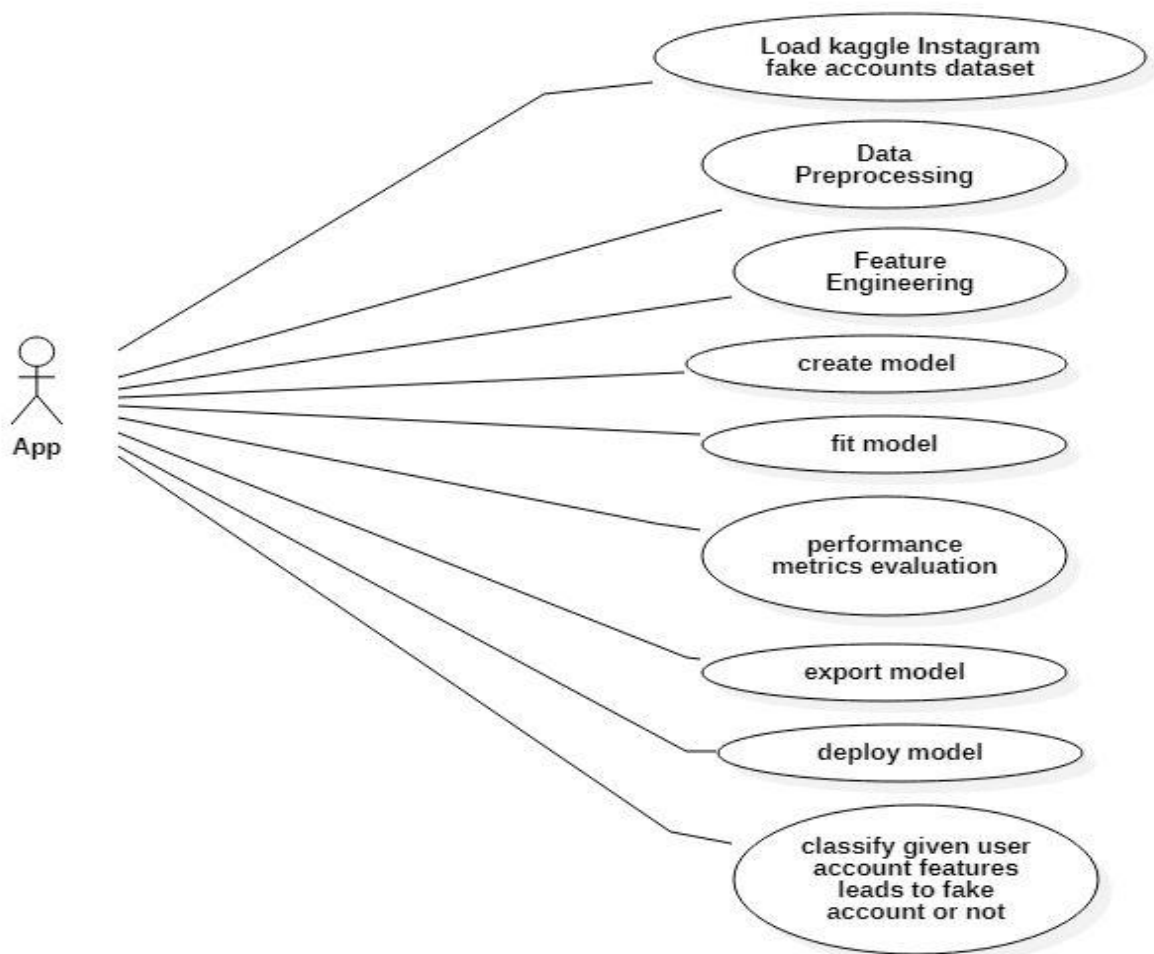 Load kaggle Instagram
fake accounts dataset
Data
Preprocessing
Feature
Engineering
create model
App
fit model
performance
metrics evaluation
export model
deploy model
classify given user
account features
leads to fake
account or not